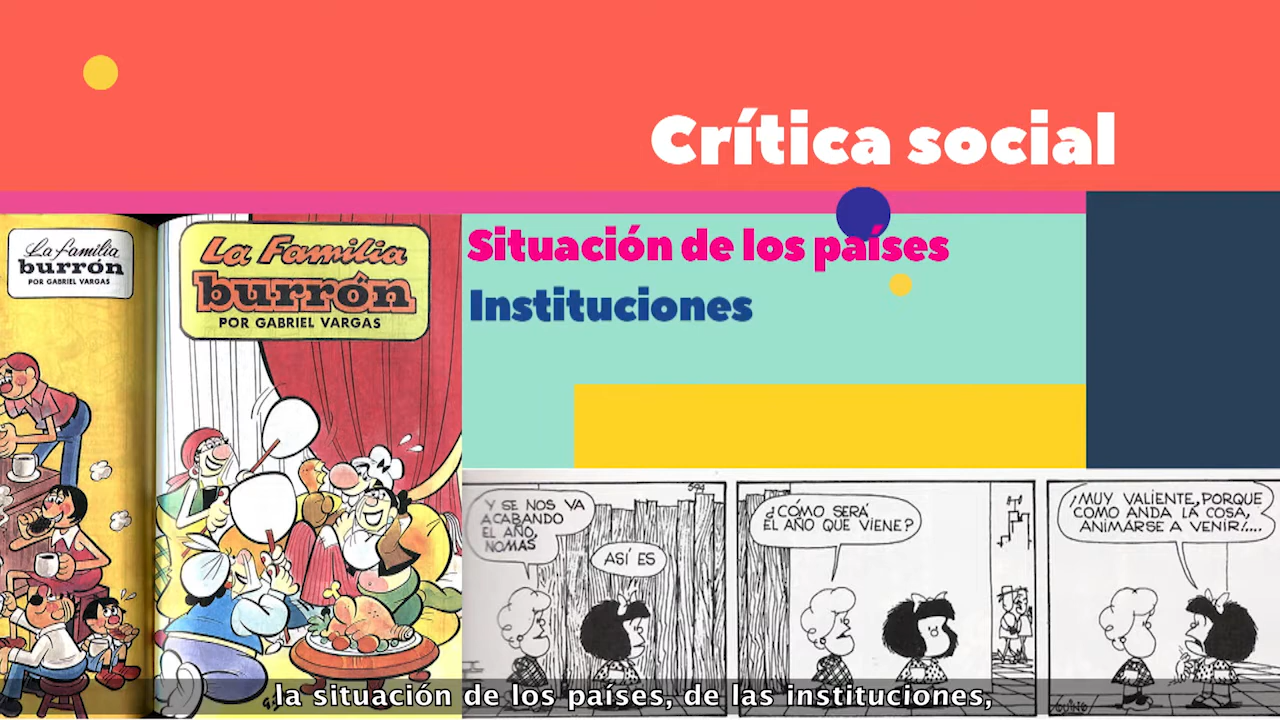 Crítica social
Situación de los países
Instituciones
La familia
burrón
POR GABRIEL VARGAS
La Familia
burrón
POR GABRIEL VARGAS
594
Y SE NOS VA
ACABANDO
EL AÑO,
NOMÁS
ASÍ ES
¿CÓMO SERÁ
EL AÑO QUE VIENE?
¡MUY VALIENTE, PORQUE
COMO ANDA LA COSA,
ANIMARSE A VENIR!....
QUINO
la situación de los países, de las instituciones,